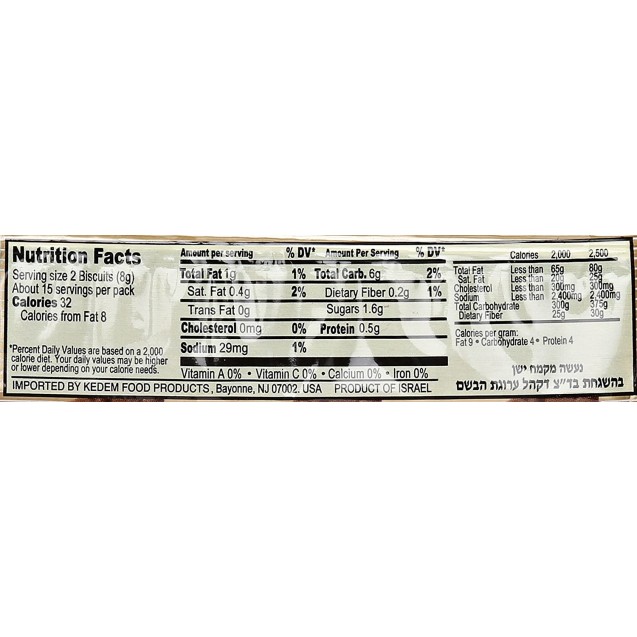 Nutrition Facts
Serving size 2 Biscuits (8g)
About 15 servings per pack
Calories 32
Calories from Fat 8
*Percent Daily Values are based on a 2,000
calorie diet. Your daily values may be higher
or lower depending on your calorie needs.
Amount per serving % DV* Amount Per Serving % DV*
Total Fat 1g 1% Total Carb. 6g 2%
Sat. Fat 0.4g 2% Dietary Fiber 0.2g 1%
Trans Fat 0g Sugars 1.6g
Cholesterol 0mg 0% Protein 0.5g
Sodium 29mg 1%
Vitamin A 0% • Vitamin C 0% • Calcium 0% • Iron 0%
IMPORTED BY KEDEM FOOD PRODUCTS, Bayonne, NJ 07002. USA PRODUCT OF ISRAEL
Calories 2,000 2,500
Total Fat Less than 65g 80g
Sat. Fat Less than 20g 25g
Cholesterol Less than 300mg 300mg
Sodium Less than 2,400mg 2,400mg
Total Carbohydrate 300g 375g
Dietary Fiber 25g 30g
Calories per gram:
Fat 9 • Carbohydrate 4 • Protein 4
נעשה מקמח ישן
בהשגחת בד"צ דקהל ערוגת הבשם